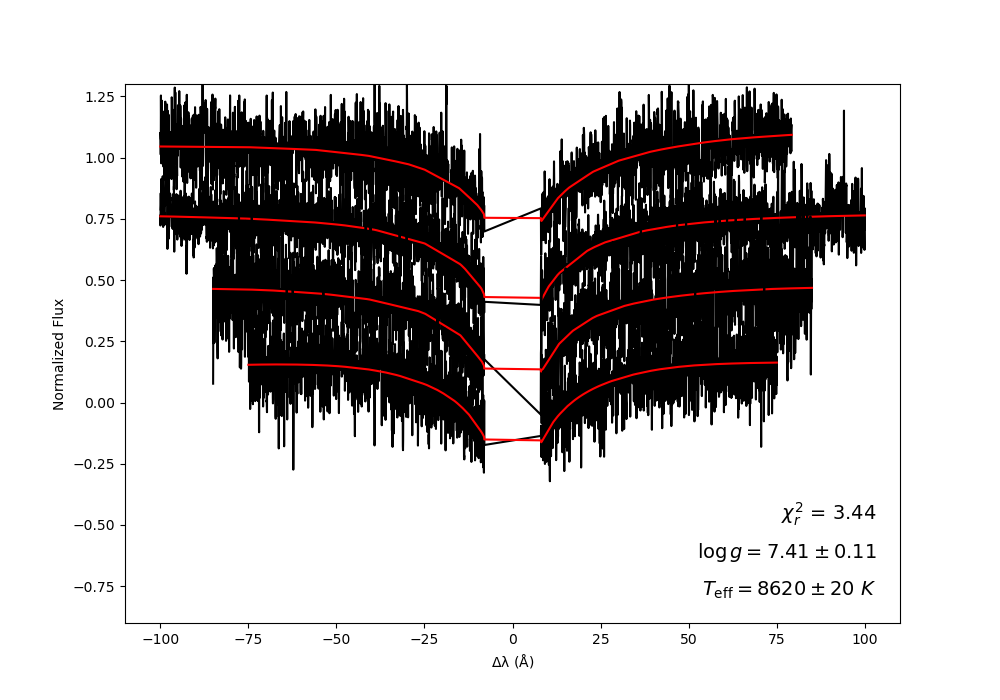 Normalized Flux
1.25
1.00
0.75
0.50
0.25
0.00
−0.25
−0.50
−0.75
χ²ᵣ = 3.44
log g = 7.41 ± 0.11
T_eff = 8620 ± 20 K
−100 −75 −50 −25 0 25 50 75 100
Δλ (Å)